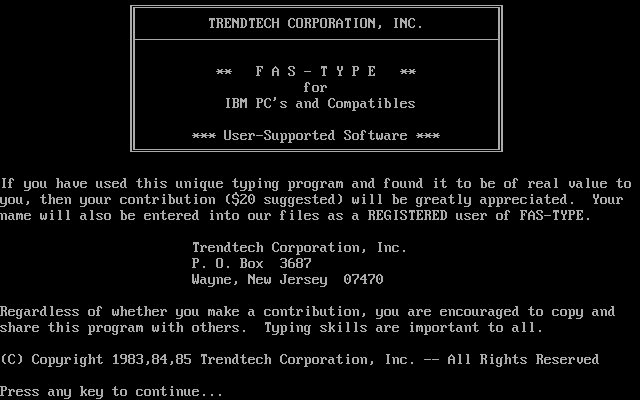 TRENDTECH CORPORATION, INC.
** F A S - T Y P E **
for
IBM PC's and Compatibles
*** User-Supported Software ***
If you have used this unique typing program and found it to be of real value to
you, then your contribution ($20 suggested) will be greatly appreciated.  Your
name will also be entered into our files as a REGISTERED user of FAS-TYPE.
Trendtech Corporation, Inc.
P. O. Box  3687
Wayne, New Jersey  07470
Regardless of whether you make a contribution, you are encouraged to copy and
share this program with others.  Typing skills are important to all.
(C) Copyright 1983,84,85 Trendtech Corporation, Inc. -- All Rights Reserved
Press any key to continue...